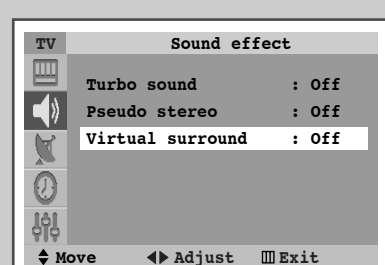 TV Sound effect
Turbo sound : Off
Pseudo stereo : Off
Virtual surround : Off
Move Adjust Exit